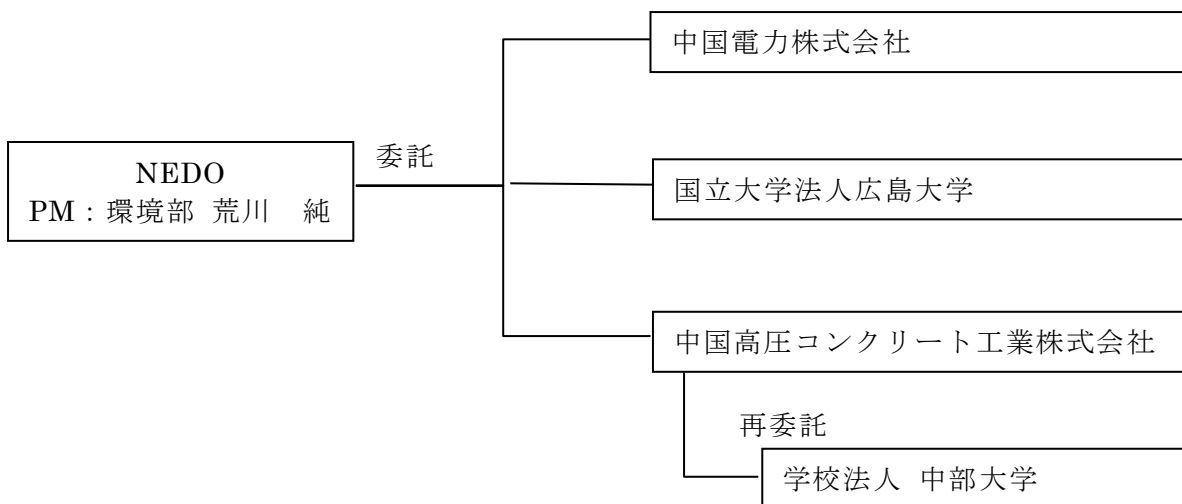 中国電力株式会社
委託
NEDO
PM：環境部 荒川　純
国立大学法人広島大学
中国高圧コンクリート工業株式会社
再委託
学校法人 中部大学